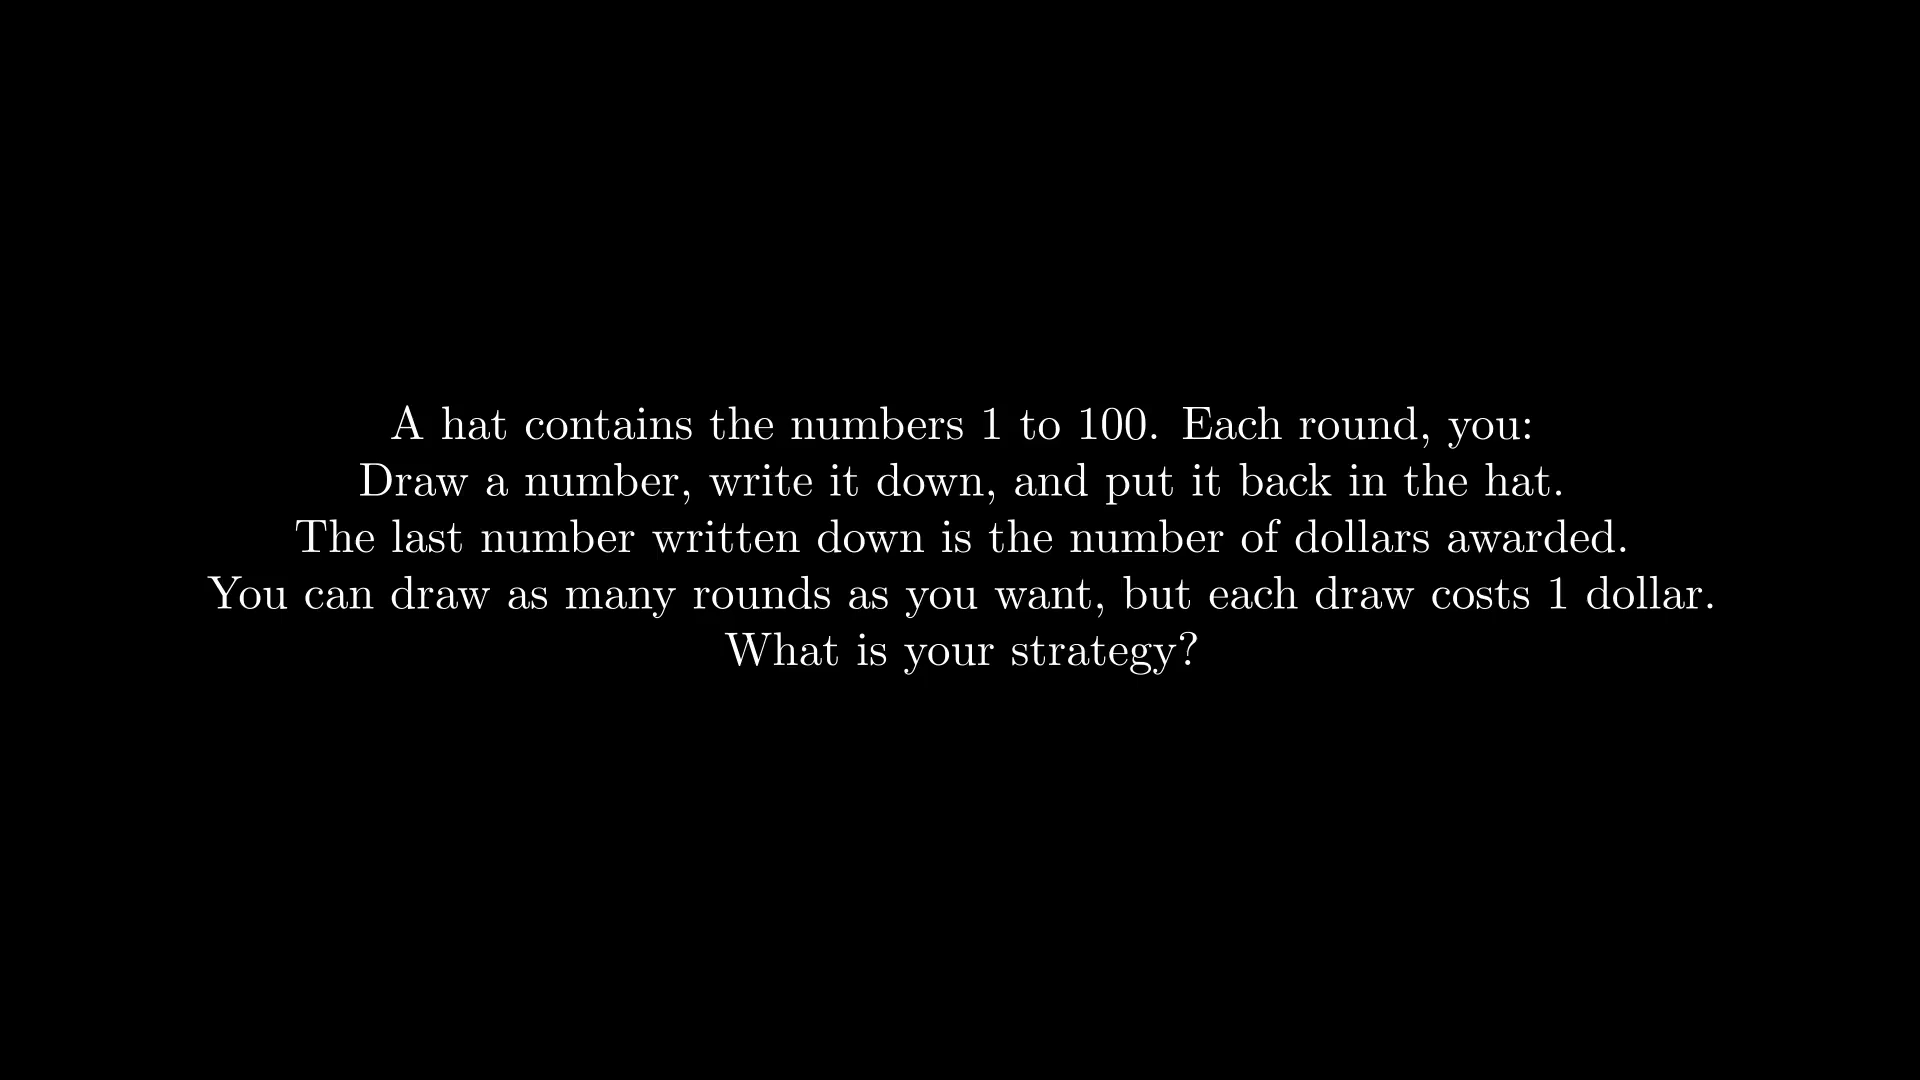 A hat contains the numbers 1 to 100. Each round, you:
Draw a number, write it down, and put it back in the hat.
The last number written down is the number of dollars awarded.
You can draw as many rounds as you want, but each draw costs 1 dollar.
What is your strategy?